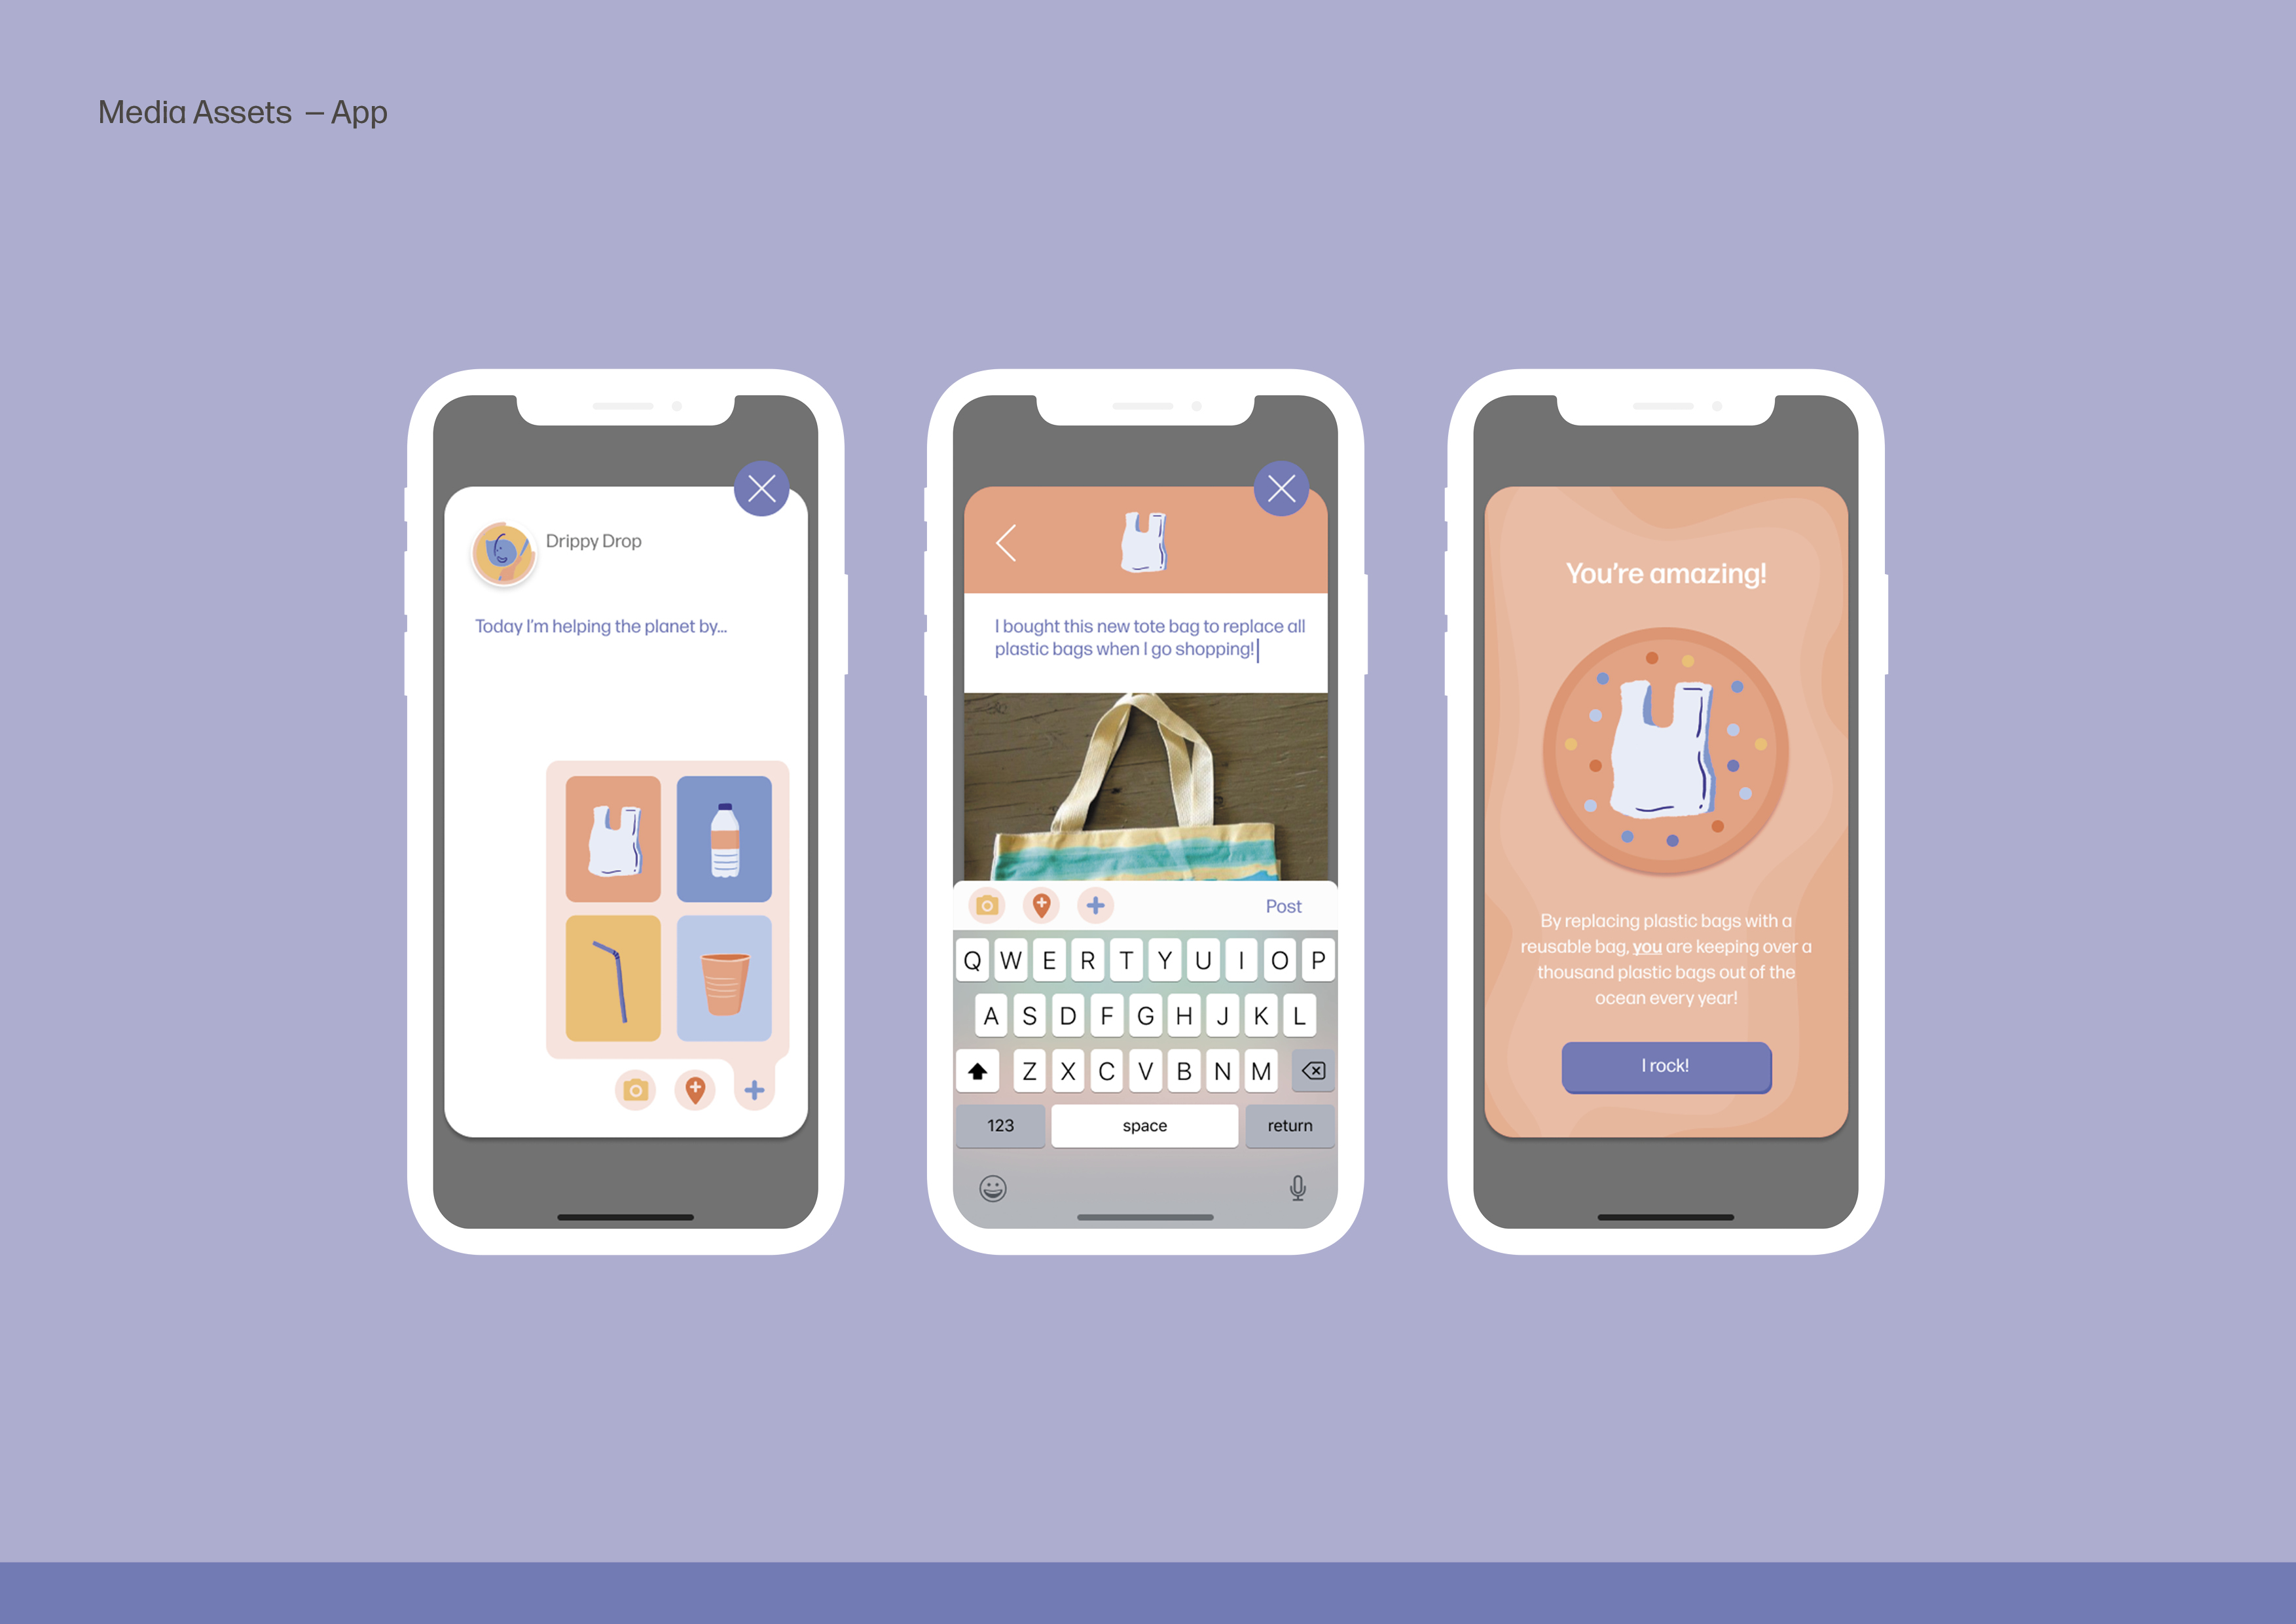 Media Assets – App
Drippy Drop
Today I'm helping the planet by...
I bought this new tote bag to replace all
plastic bags when I go shopping!
Post
Q W E R T Y U I O P
A S D F G H J K L
Z X C V B N M
123 space return
You're amazing!
By replacing plastic bags with a
reusable bag, you are keeping over a
thousand plastic bags out of the
ocean every year!
I rock!